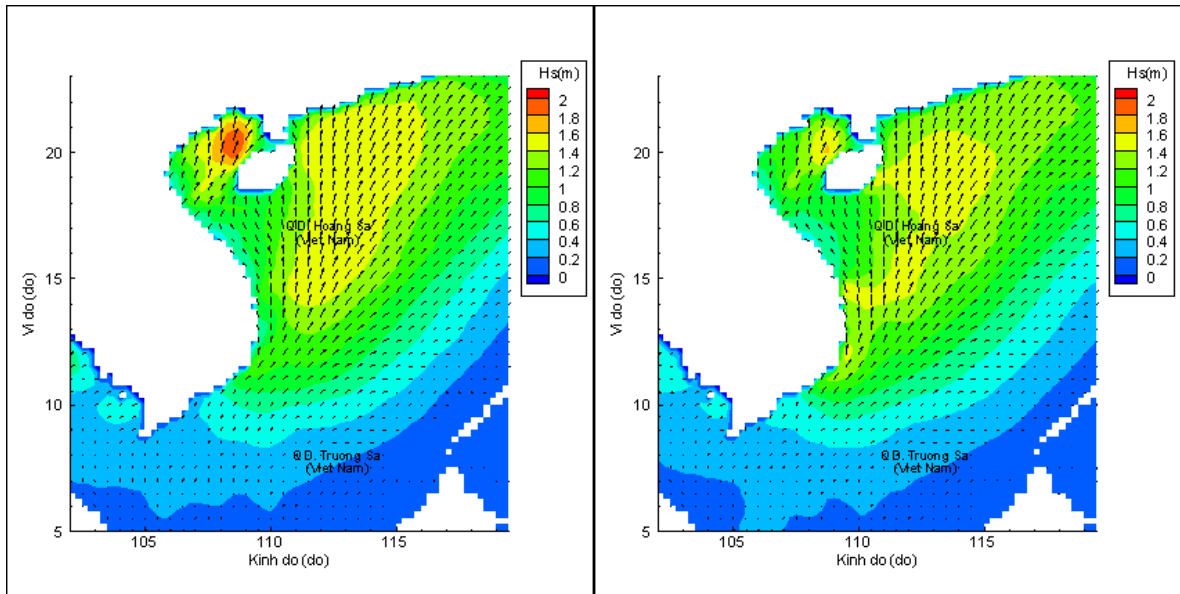 Hs(m)
2
1.8
1.6
1.4
1.2
1
0.8
0.6
0.4
0.2
0
20
15
10
5
Vi do (do)
Q.D. Hoang Sa
(Viet Nam)
Q.D. Truong Sa
(Viet Nam)
105
110
115
Kinh do (do)
Hs(m)
2
1.8
1.6
1.4
1.2
1
0.8
0.6
0.4
0.2
0
20
15
10
5
Vi do (do)
Q.D. Hoang Sa
(Viet Nam)
Q.D. Truong Sa
(Viet Nam)
105
110
115
Kinh do (do)